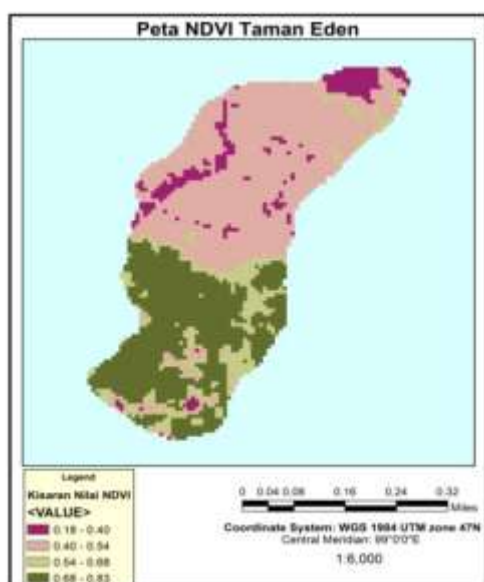 Peta NDVI Taman Eden
Legend
Kisaran Nilai NDVI
<VALUE>
0.18 - 0.40
0.40 - 0.54
0.54 - 0.68
0.68 - 0.83
0 0.04 0.08 0.16 0.24 0.32
Miles
Coordinate System: WGS 1984 UTM zone 47N
Central Meridian: 99°0'0"E
1:6,000